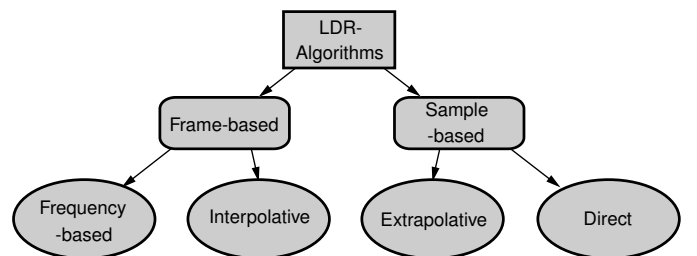 LDR-
Algorithms
Frame-based
Sample
-based
Frequency
-based
Interpolative
Extrapolative
Direct